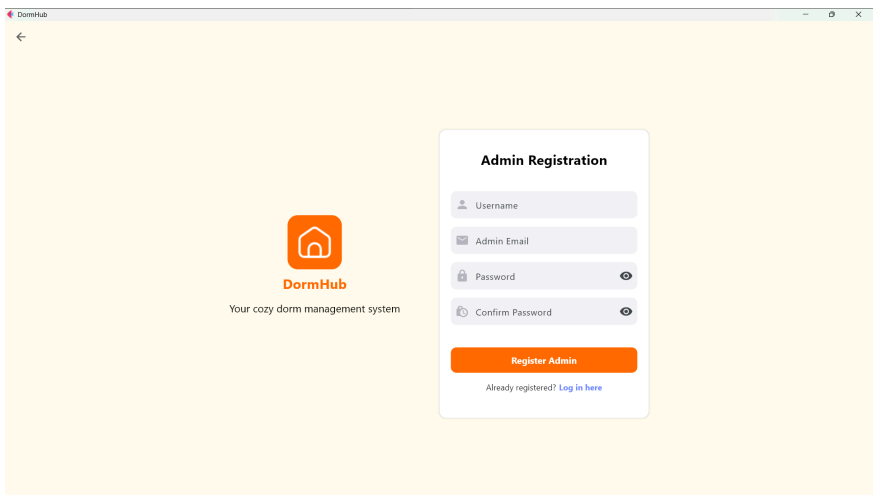 DormHub
Admin Registration
Username
Admin Email
Password
Confirm Password
Register Admin
Already registered? Log in here
DormHub
Your cozy dorm management system